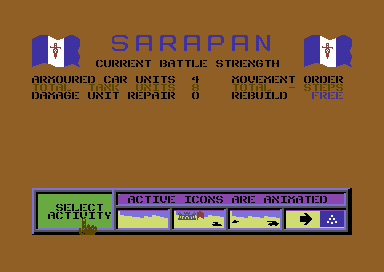 SARAPAN
CURRENT BATTLE STRENGTH
ARMOURED CAR UNITS 4 MOVEMENT ORDER
TOTAL TANK UNITS 8 TOTAL - STEPS
DAMAGE UNIT REPAIR 0 REBUILD FREE
ACTIVE ICONS ARE ANIMATED
SELECT
ACTIVITY